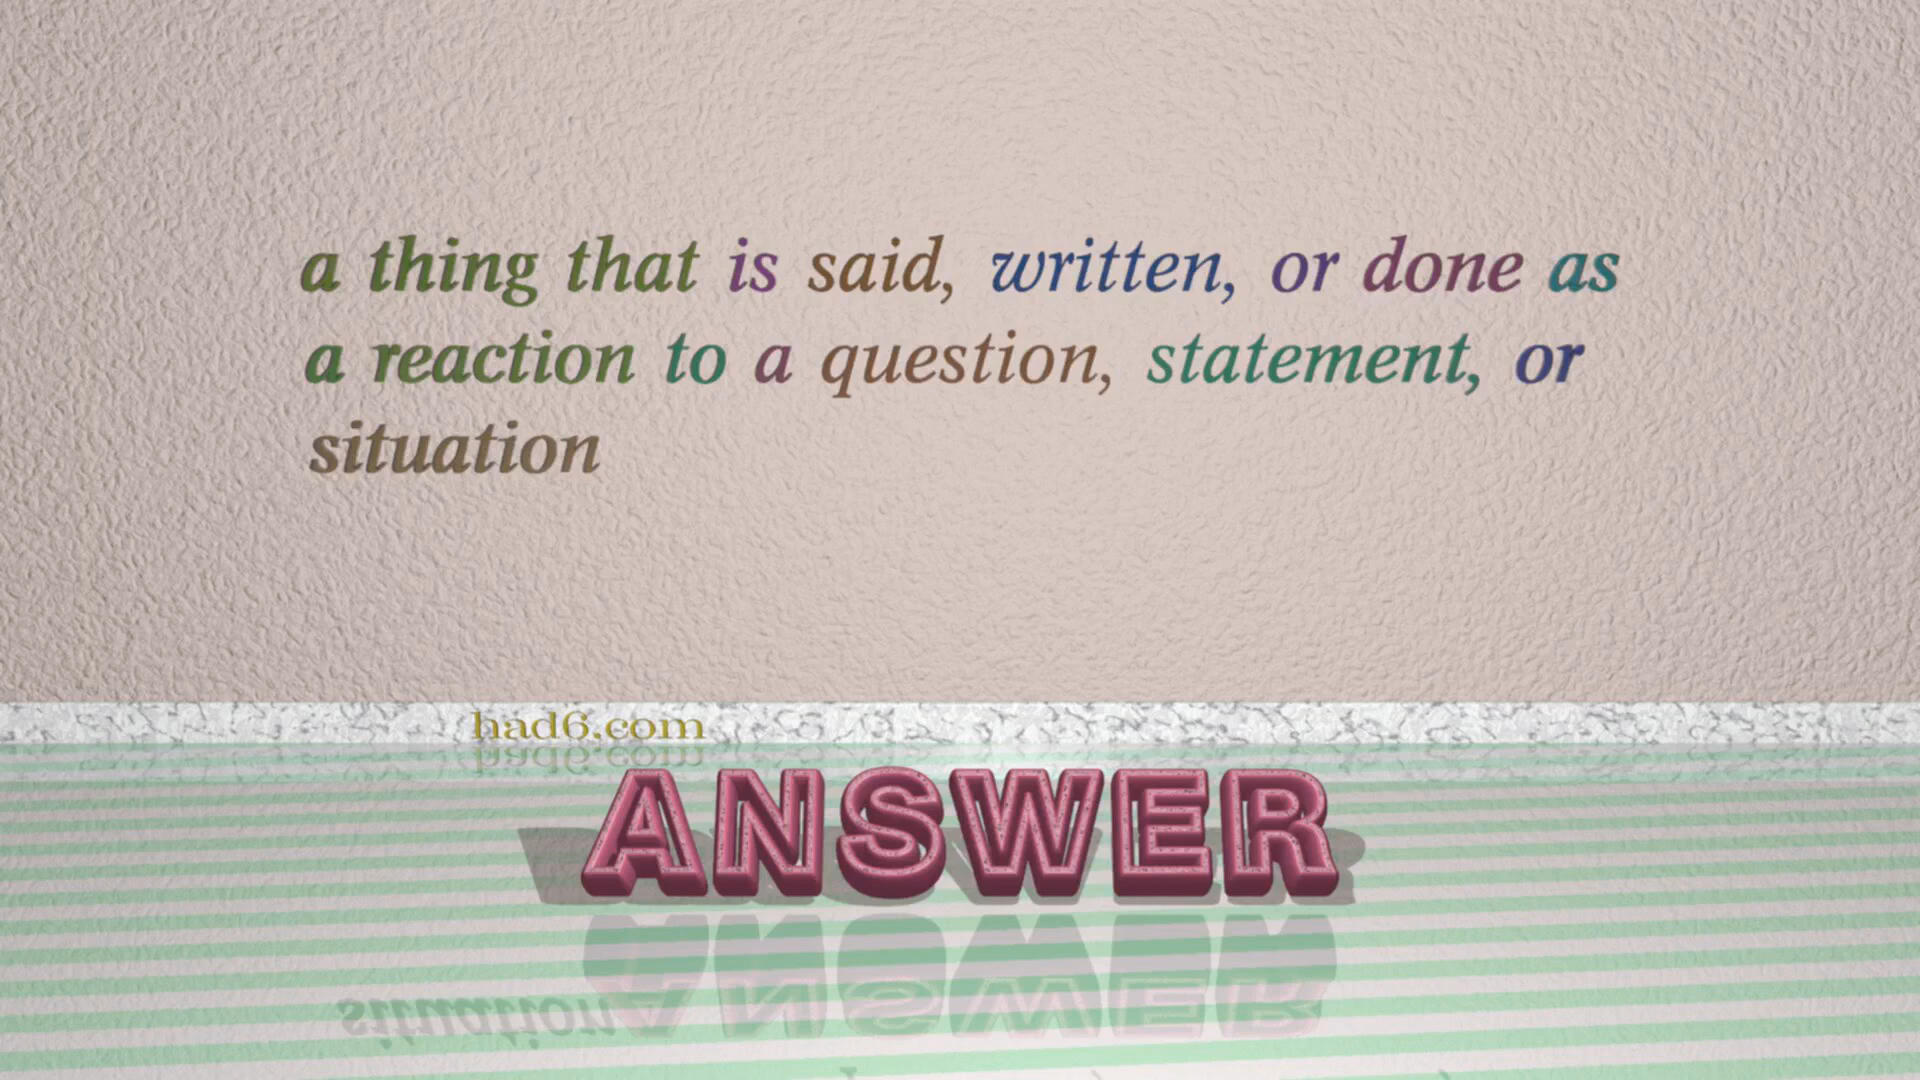 a thing that is said, written, or done as
a reaction to a question, statement, or
situation
had6.com
ANSWER